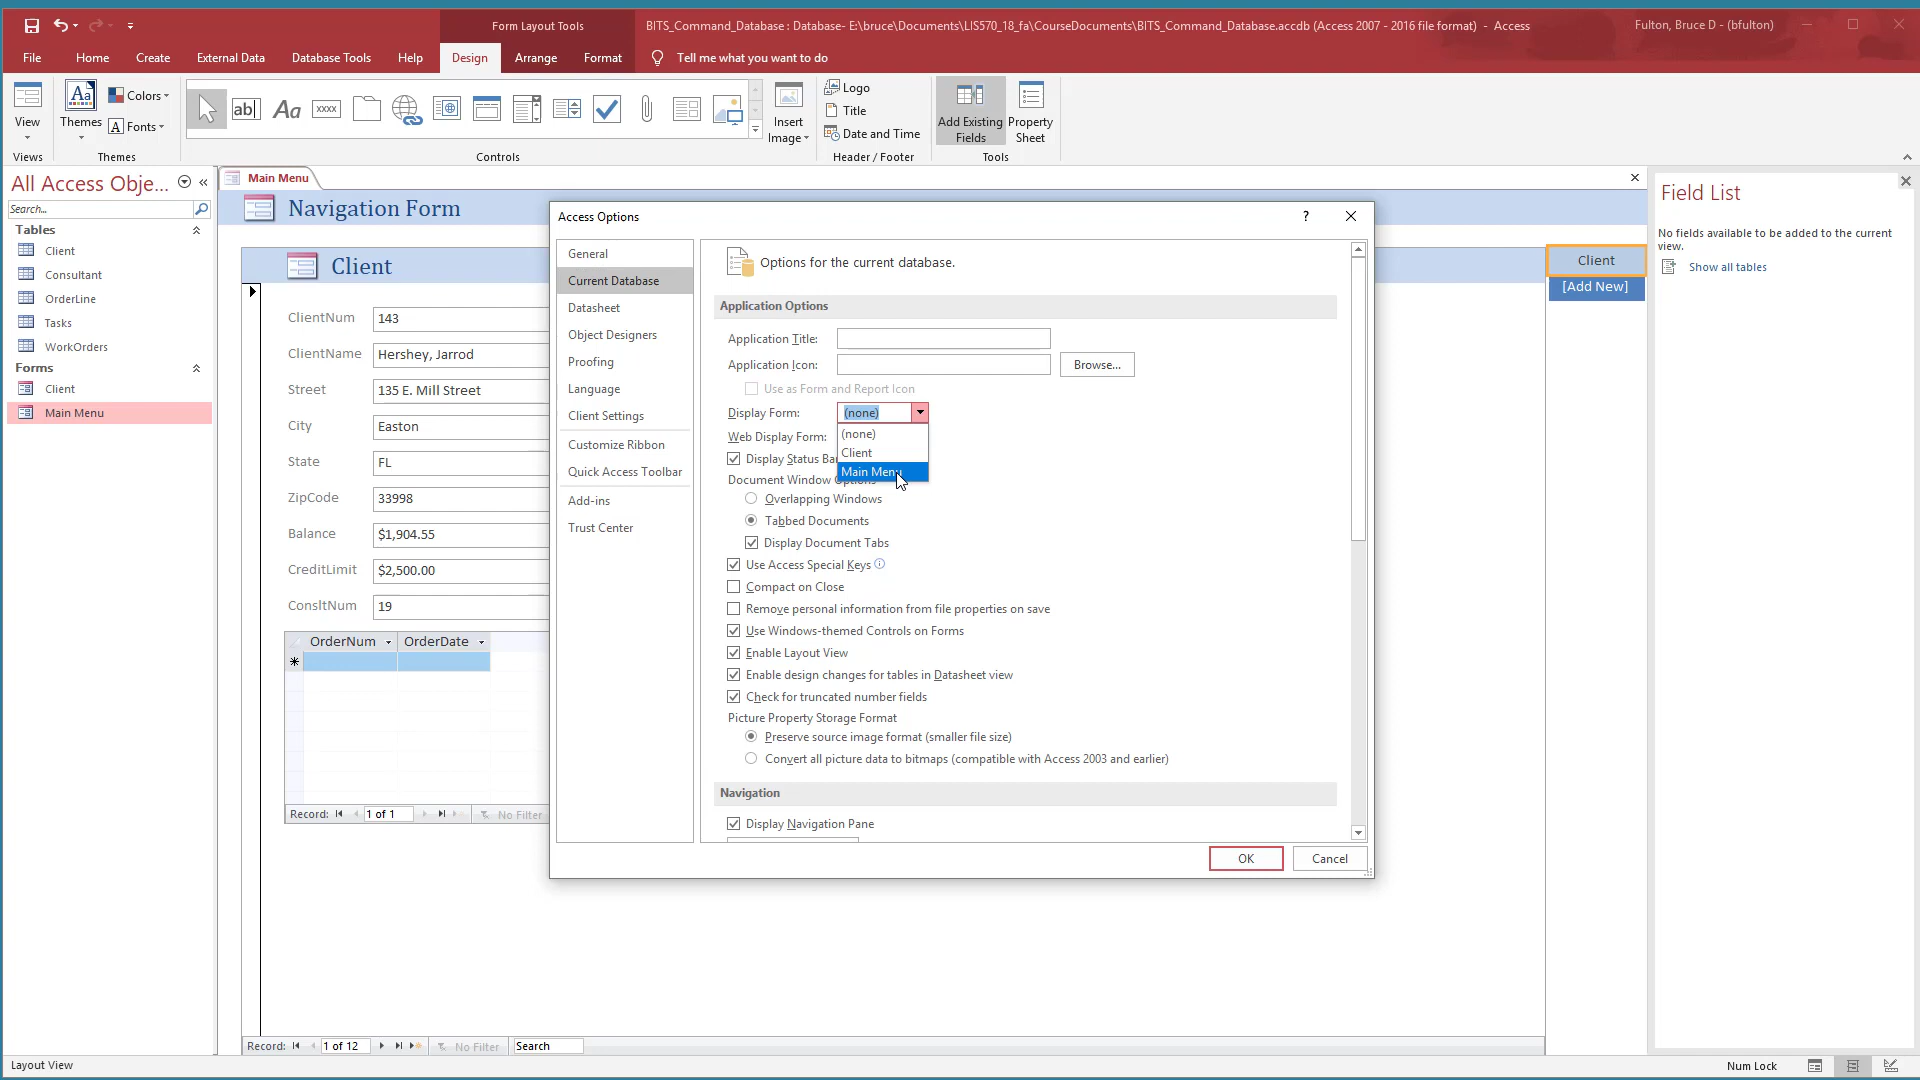 Form Layout Tools
BITS_Command_Database : Database- E:\bruce\Documents\LIS570_18_fa\CourseDocuments\BITS_Command_Database.accdb (Access 2007 - 2016 file format) - Access
Fulton, Bruce D - (bfulton)
File Home Create External Data Database Tools Help Design Arrange Format Tell me what you want to do
View
Views
Aa
Themes
Colors
A Fonts
Themes
ab|
Aa
xxxx
Controls
Insert
Image
Logo
Title
Date and Time
Header / Footer
Add Existing
Fields
Property
Sheet
Tools
All Access Obje...
Search...
Tables
Client
Consultant
OrderLine
Tasks
WorkOrders
Forms
Client
Main Menu
Main Menu
Navigation Form
Client
ClientNum 143
ClientName Hershey, Jarrod
Street 135 E. Mill Street
City Easton
State FL
ZipCode 33998
Balance $1,904.55
CreditLimit $2,500.00
ConsltNum 19
OrderNum OrderDate
Record: 1 of 1 No Filter
Record: 1 of 12 No Filter Search
Access Options
?
General
Current Database
Datasheet
Object Designers
Proofing
Language
Client Settings
Customize Ribbon
Quick Access Toolbar
Add-ins
Trust Center
Options for the current database.
Application Options
Application Title:
Application Icon:
Browse...
Use as Form and Report Icon
Display Form: (none)
(none)
Client
Main Menu
Web Display Form:
Display Status Bar
Document Window Options
Overlapping Windows
Tabbed Documents
Display Document Tabs
Use Access Special Keys
Compact on Close
Remove personal information from file properties on save
Use Windows-themed Controls on Forms
Enable Layout View
Enable design changes for tables in Datasheet view
Check for truncated number fields
Picture Property Storage Format
Preserve source image format (smaller file size)
Convert all picture data to bitmaps (compatible with Access 2003 and earlier)
Navigation
Display Navigation Pane
OK
Cancel
Client
[Add New]
Field List
No fields available to be added to the current
view.
Show all tables
Layout View
Num Lock